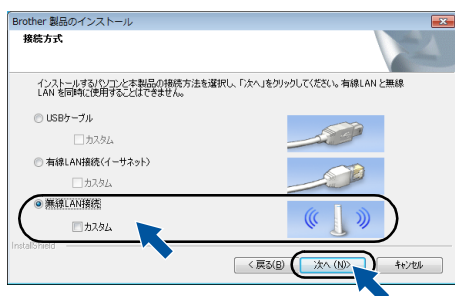 Brother 製品のインストール
接続方式
インストールするパソコンと本製品の接続方法を選択し、「次へ」をクリックしてください。有線LAN と無線
LAN を同時に使用することはできません。
USBケーブル
カスタム
有線LAN接続(イーサネット)
カスタム
無線LAN接続
カスタム
InstallShield
< 戻る(B)
次へ (N)>
キャンセル